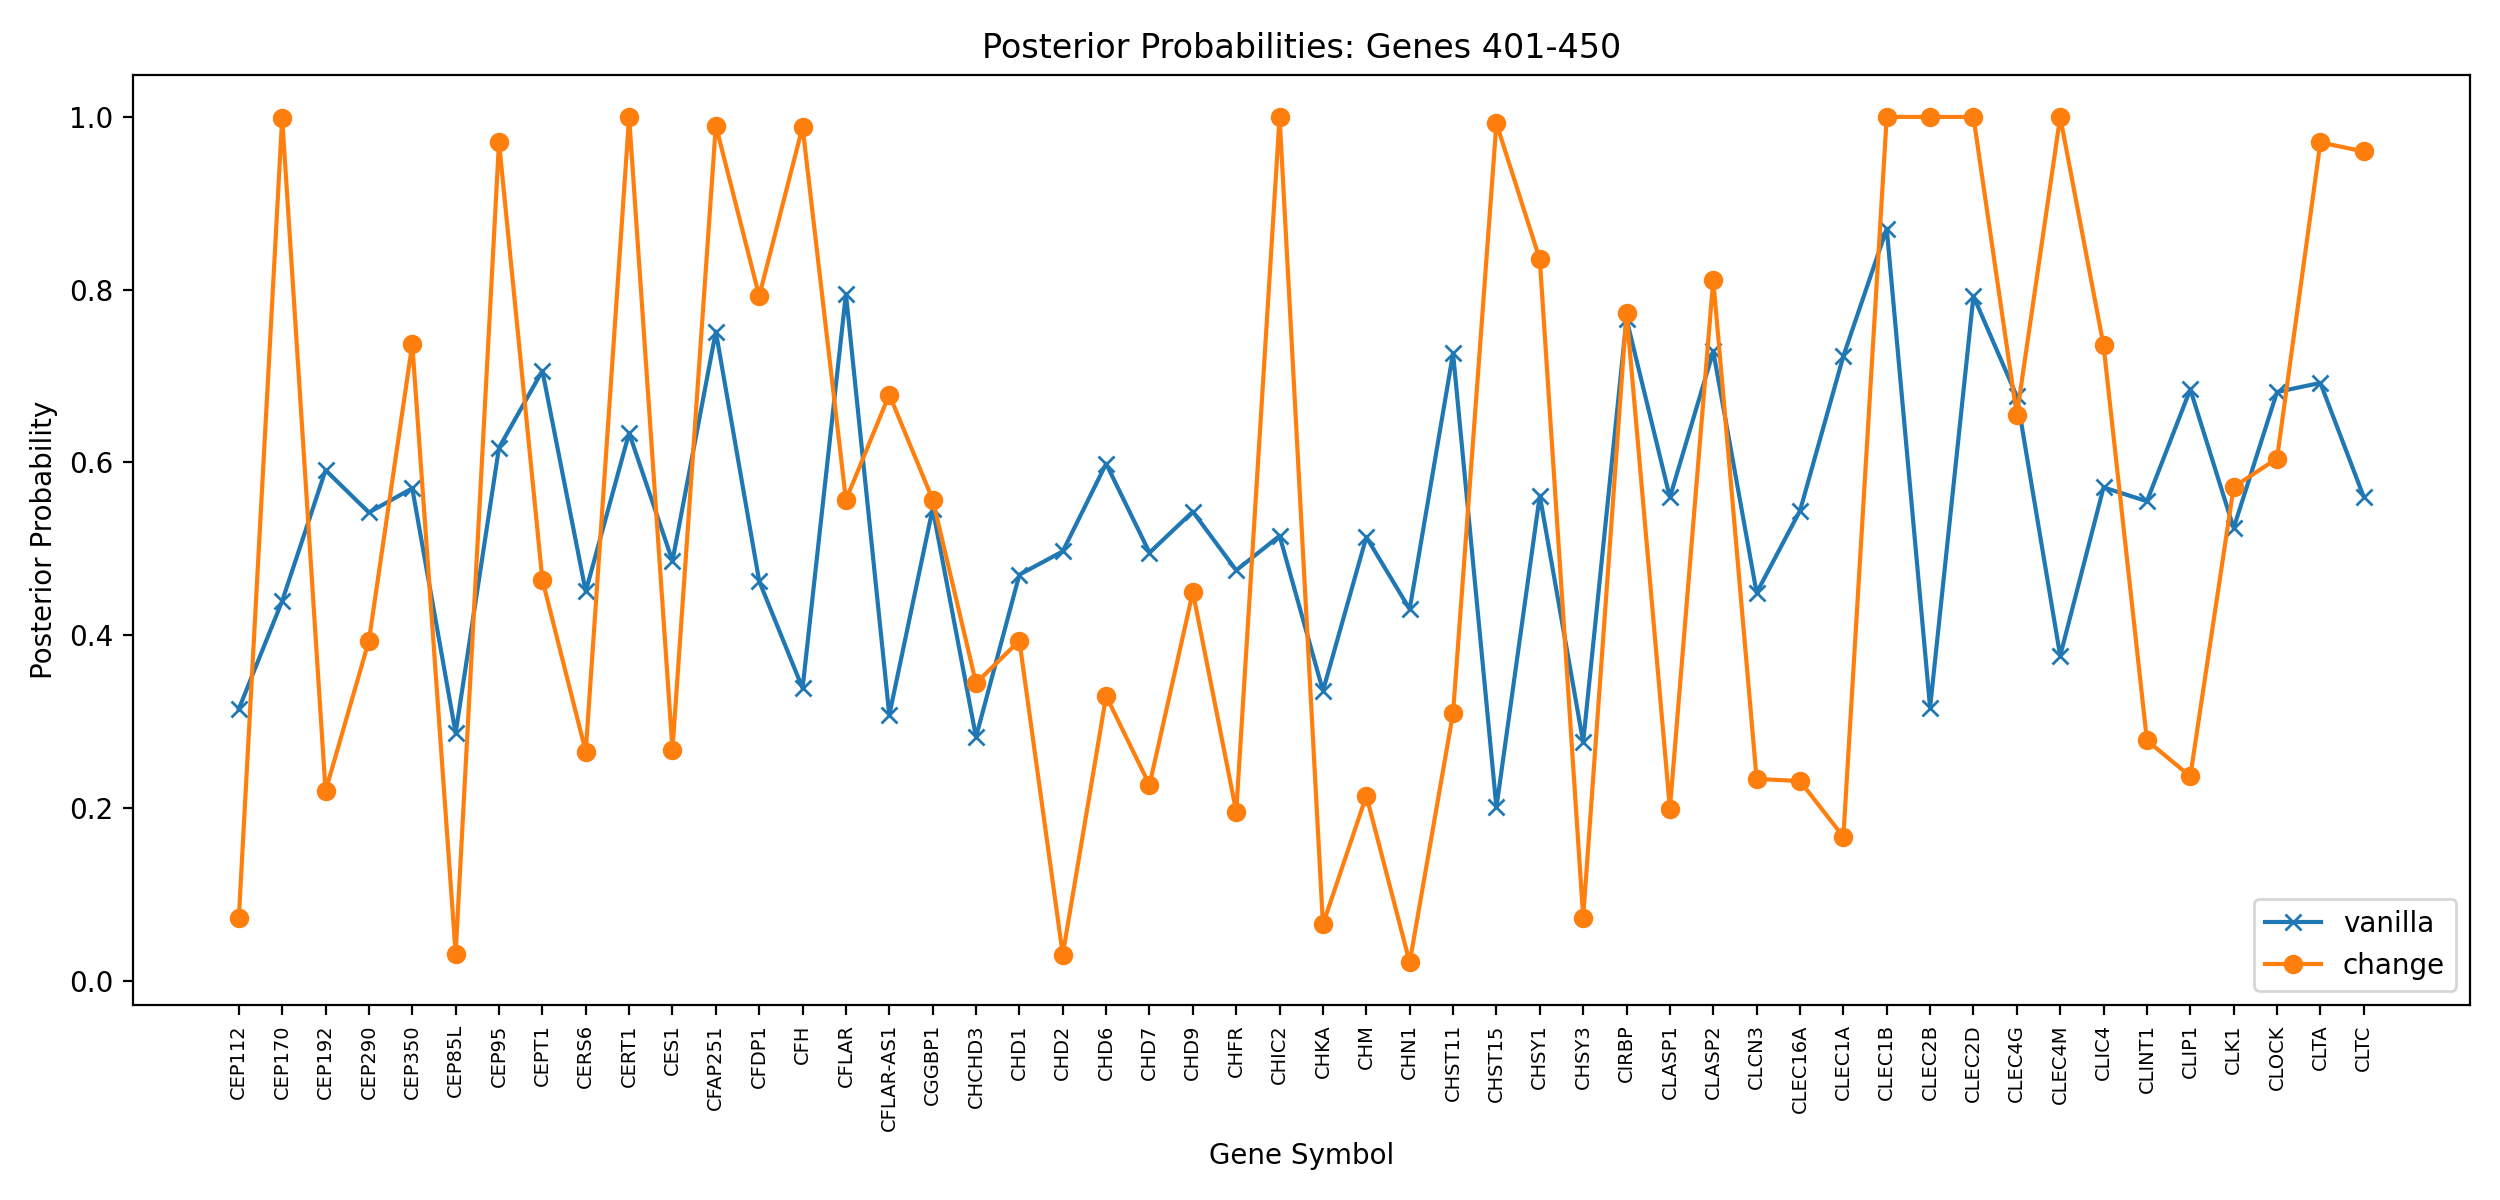 Posterior Probabilities: Genes 401-450
Posterior Probability
1.0
0.8
0.6
0.4
0.2
0.0
vanilla
change
CEP112
CEP170
CEP192
CEP290
CEP350
CEP85L
CEP95
CEPT1
CERS6
CERT1
CES1
CFAP251
CFDP1
CFH
CFLAR
CFLAR-AS1
CGGBP1
CHCHD3
CHD1
CHD2
CHD6
CHD7
CHD9
CHFR
CHIC2
CHKA
CHM
CHN1
CHST11
CHST15
CHSY1
CHSY3
CIRBP
CLASP1
CLASP2
CLCN3
CLEC16A
CLEC1A
CLEC1B
CLEC2B
CLEC2D
CLEC4G
CLEC4M
CLIC4
CLINT1
CLIP1
CLK1
CLOCK
CLTA
CLTC
Gene Symbol